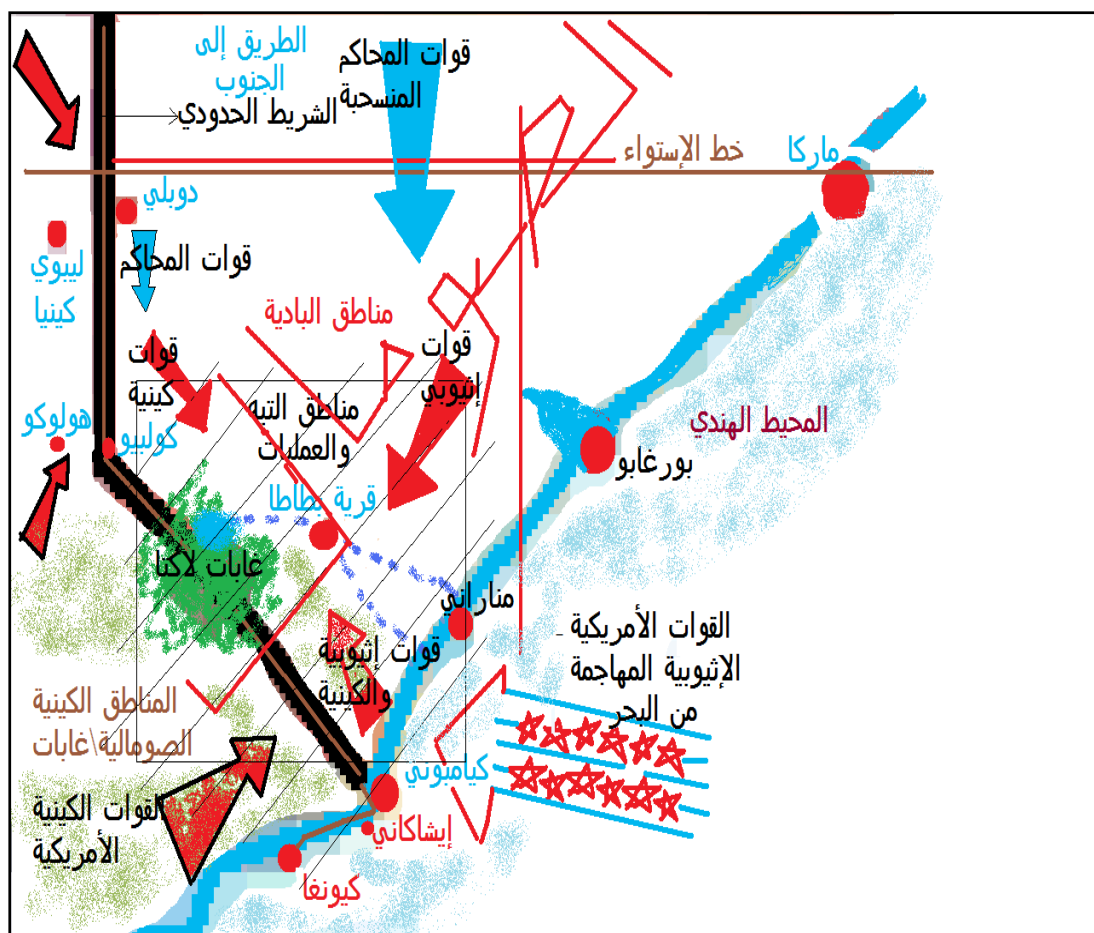 الطريق إلى
الجنوب
قوات المحاكم
المنسحبة
الشريط الحدودي
خط الإستواء
ماركا
دوبلي
ليبوي
كينيا
قوات المحاكم
مناطق البادية
قوات
كينية
قوات
إثيوبي
هولوكو
كولبيو
مناطق التيه
والعمليات
المحيط الهندي
بورغابو
قرية بطاطا
غابات لاكتا
مناراني
القوات الأمريكية
الإثيوبية المهاجمة
من البحر
قوات إثيوبية
والكينية
المناطق الكينية
الصومالية\غابات
كيامبوني
القوات الكينية
الأمريكية
إيشاكاني
كيونغا